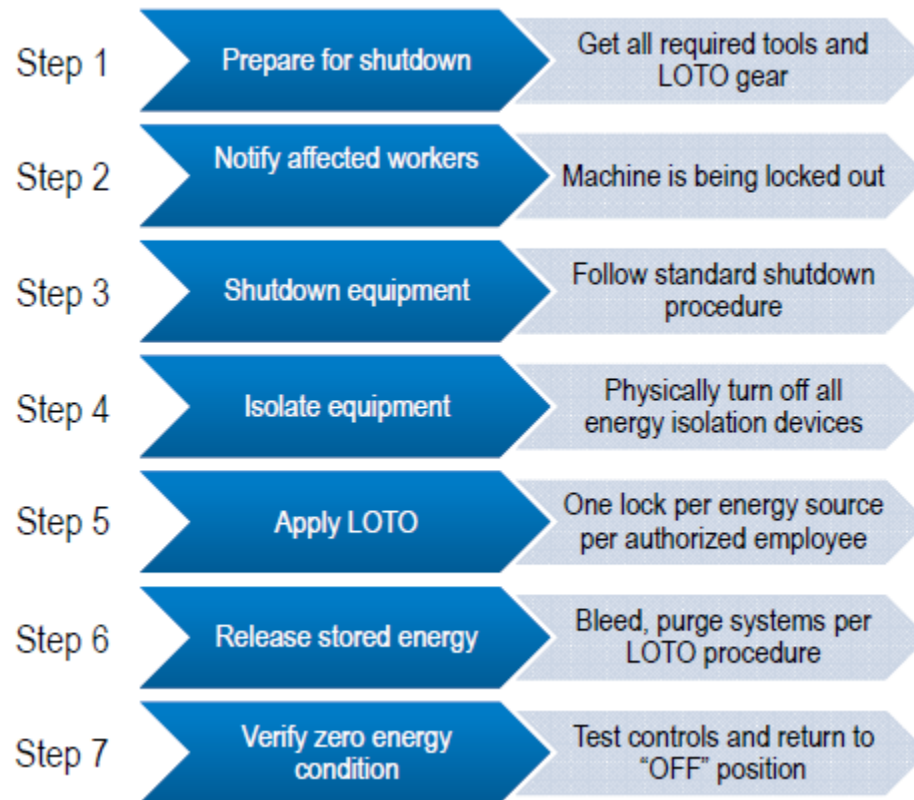 Step 1
Prepare for shutdown
Get all required tools and
LOTO gear
Step 2
Notify affected workers
Machine is being locked out
Step 3
Shutdown equipment
Follow standard shutdown
procedure
Step 4
Isolate equipment
Physically turn off all
energy isolation devices
Step 5
Apply LOTO
One lock per energy source
per authorized employee
Step 6
Release stored energy
Bleed, purge systems per
LOTO procedure
Step 7
Verify zero energy
condition
Test controls and return to
“OFF” position